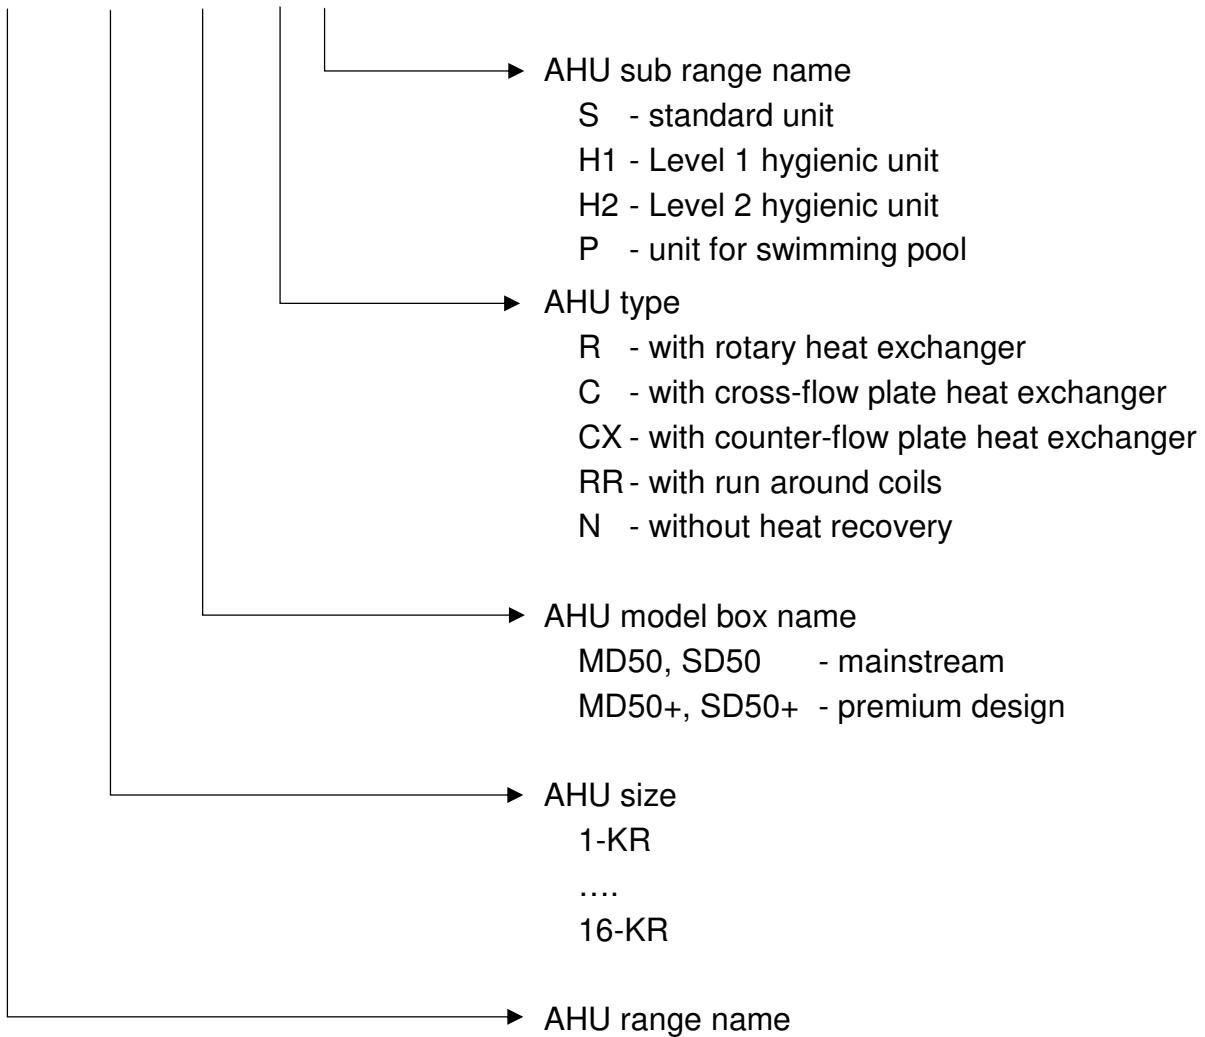 AHU sub range name
S - standard unit
H1 - Level 1 hygienic unit
H2 - Level 2 hygienic unit
P - unit for swimming pool
AHU type
R - with rotary heat exchanger
C - with cross-flow plate heat exchanger
CX - with counter-flow plate heat exchanger
RR - with run around coils
N - without heat recovery
AHU model box name
MD50, SD50 - mainstream
MD50+, SD50+ - premium design
AHU size
1-KR
….
16-KR
AHU range name